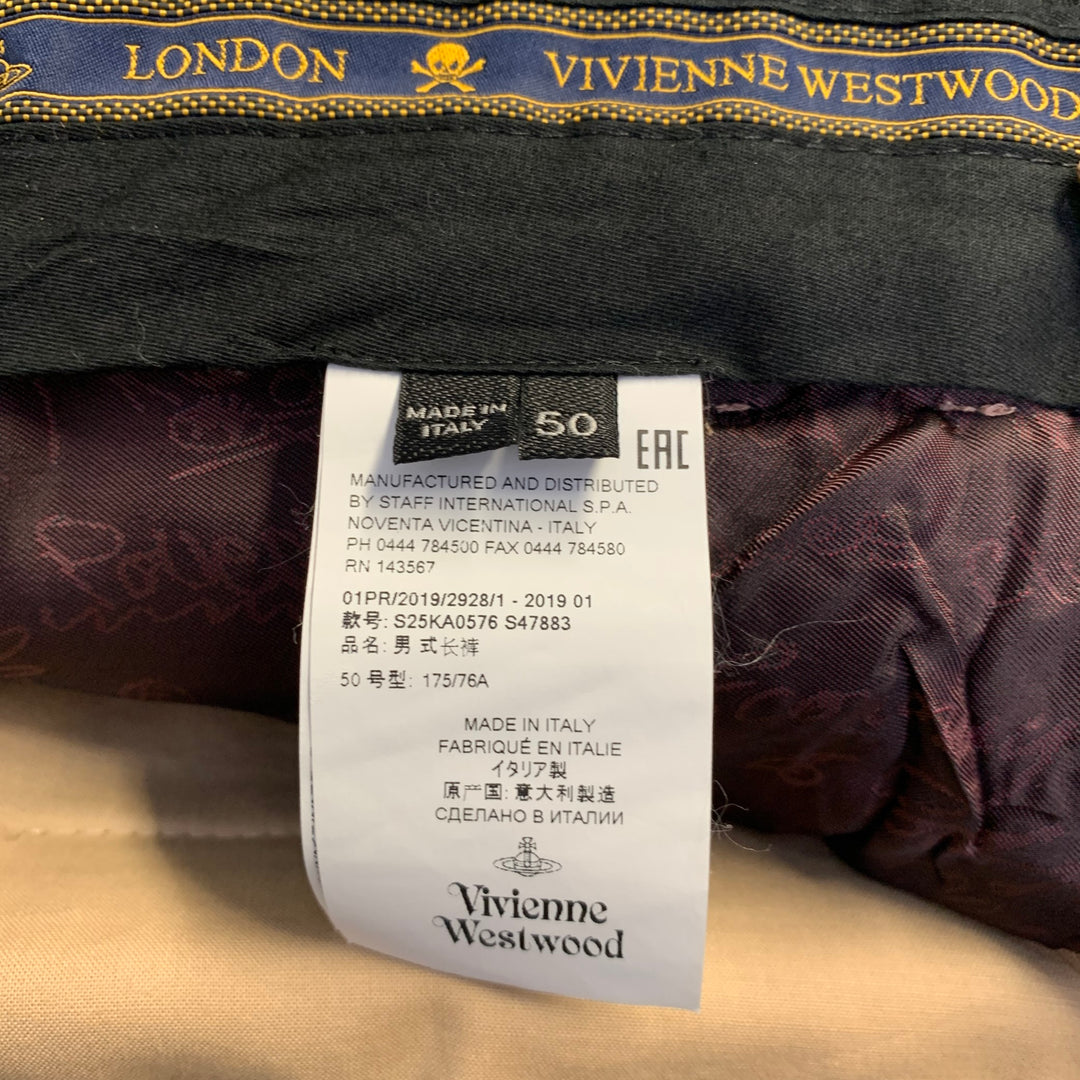 LONDON VIVIENNE WESTWOOD
MADE IN
ITALY
50
EAC
MANUFACTURED AND DISTRIBUTED
BY STAFF INTERNATIONAL S.P.A.
NOVENTA VICENTINA - ITALY
PH 0444 784500 FAX 0444 784580
RN 143567
01PR/2019/2928/1 - 2019 01
款号: S25KA0576 S47883
品名: 男 式长裤
50 号型: 175/76A
MADE IN ITALY
FABRIQUÉ EN ITALIE
イタリア製
原产国: 意大利製造
СДЕЛАНО В ИТАЛИИ
Vivienne
Westwood